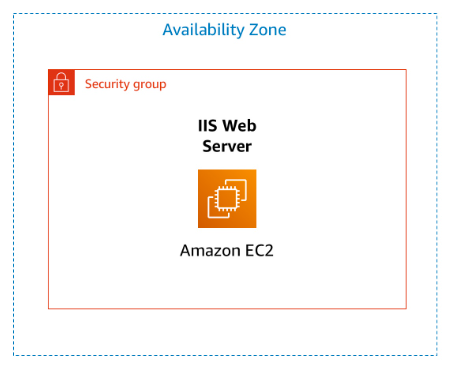 Availability Zone
Security group
IIS Web
Server
Amazon EC2